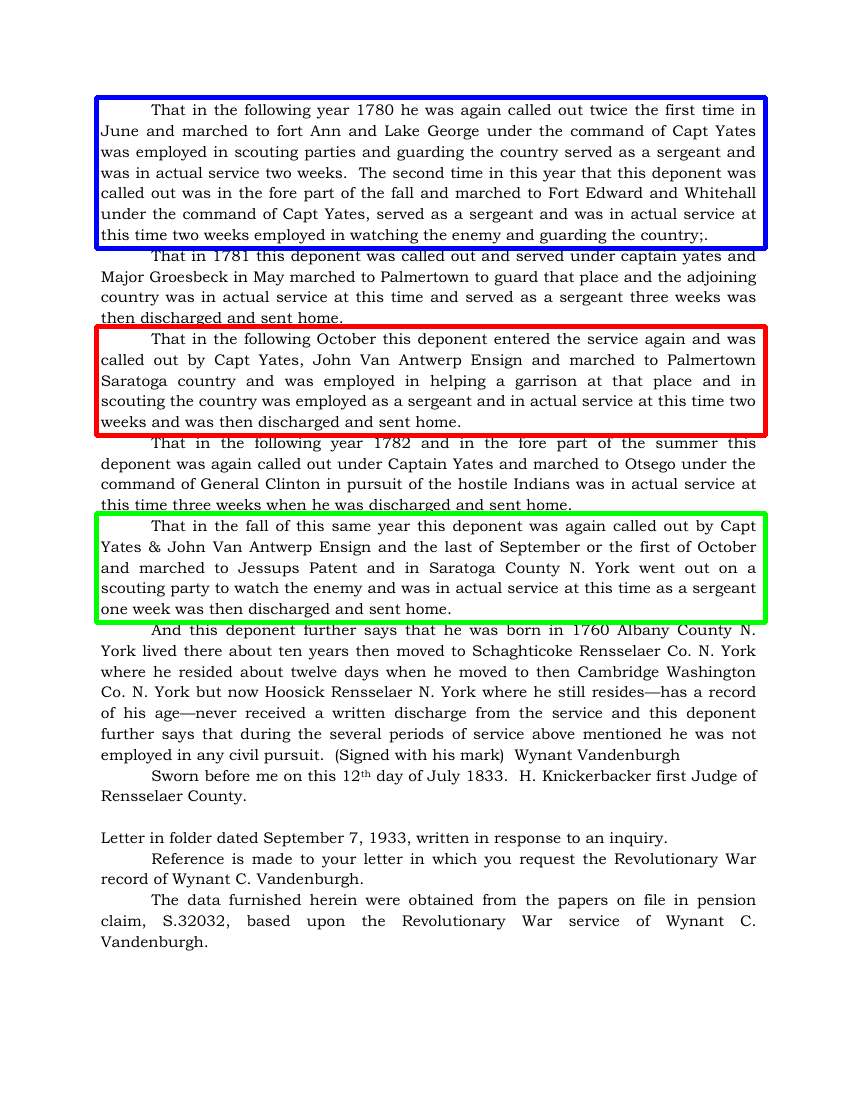 That in the following year 1780 he was again called out twice the first time in
June and marched to fort Ann and Lake George under the command of Capt Yates
was employed in scouting parties and guarding the country served as a sergeant and
was in actual service two weeks.  The second time in this year that this deponent was
called out was in the fore part of the fall and marched to Fort Edward and Whitehall
under the command of Capt Yates, served as a sergeant and was in actual service at
this time two weeks employed in watching the enemy and guarding the country;.
That in 1781 this deponent was called out and served under captain yates and
Major Groesbeck in May marched to Palmertown to guard that place and the adjoining
country was in actual service at this time and served as a sergeant three weeks was
then discharged and sent home.
That in the following October this deponent entered the service again and was
called out by Capt Yates, John Van Antwerp Ensign and marched to Palmertown
Saratoga country and was employed in helping a garrison at that place and in
scouting the country was employed as a sergeant and in actual service at this time two
weeks and was then discharged and sent home.
That in the following year 1782 and in the fore part of the summer this
deponent was again called out under Captain Yates and marched to Otsego under the
command of General Clinton in pursuit of the hostile Indians was in actual service at
this time three weeks when he was discharged and sent home.
That in the fall of this same year this deponent was again called out by Capt
Yates & John Van Antwerp Ensign and the last of September or the first of October
and marched to Jessups Patent and in Saratoga County N. York went out on a
scouting party to watch the enemy and was in actual service at this time as a sergeant
one week was then discharged and sent home.
And this deponent further says that he was born in 1760 Albany County N.
York lived there about ten years then moved to Schaghticoke Rensselaer Co. N. York
where he resided about twelve days when he moved to then Cambridge Washington
Co. N. York but now Hoosick Rensselaer N. York where he still resides—has a record
of his age—never received a written discharge from the service and this deponent
further says that during the several periods of service above mentioned he was not
employed in any civil pursuit.  (Signed with his mark)  Wynant Vandenburgh
Sworn before me on this 12th day of July 1833.  H. Knickerbacker first Judge of
Rensselaer County.
Letter in folder dated September 7, 1933, written in response to an inquiry.
Reference is made to your letter in which you request the Revolutionary War
record of Wynant C. Vandenburgh.
The data furnished herein were obtained from the papers on file in pension
claim, S.32032, based upon the Revolutionary War service of Wynant C.
Vandenburgh.